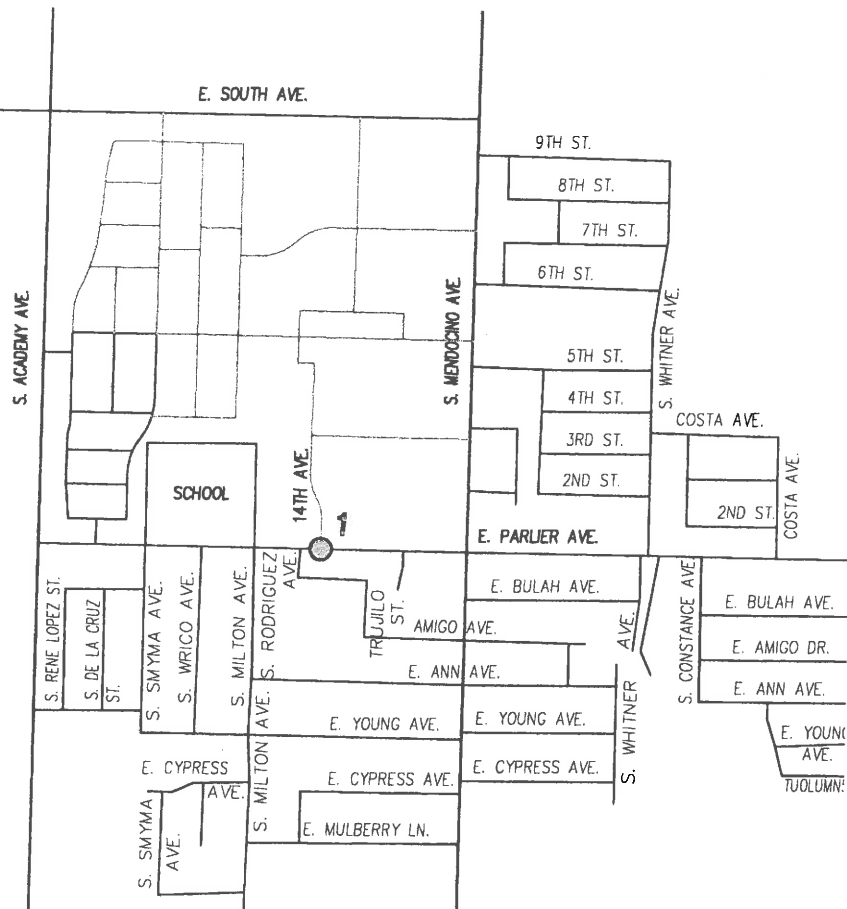 E. SOUTH AVE.
9TH ST.
8TH ST.
7TH ST.
6TH ST.
S. ACADEMY AVE.
S. MENDOCINO AVE.
S. WHITNER AVE.
5TH ST.
4TH ST.
COSTA AVE.
3RD ST.
2ND ST.
COSTA AVE.
2ND ST.
SCHOOL
14TH AVE.
1
E. PARLIER AVE.
S. RENE LOPEZ ST.
S. DE LA CRUZ
ST.
S. SMYMA AVE.
S. WRICO AVE.
S. MILTON AVE.
S. RODRIGUEZ
AVE.
TRUJILO
ST.
E. BULAH AVE.
AMIGO AVE.
E. ANN AVE.
S. WHITNER
AVE.
S. CONSTANCE AVE.
E. BULAH AVE.
E. AMIGO DR.
E. ANN AVE.
E. YOUNG AVE.
E. YOUNG AVE.
E. YOUNG
AVE.
TUOLUMN
E. CYPRESS
AVE.
S. MILTON AVE.
E. CYPRESS AVE.
E. CYPRESS AVE.
S. SMYMA
AVE.
E. MULBERRY LN.